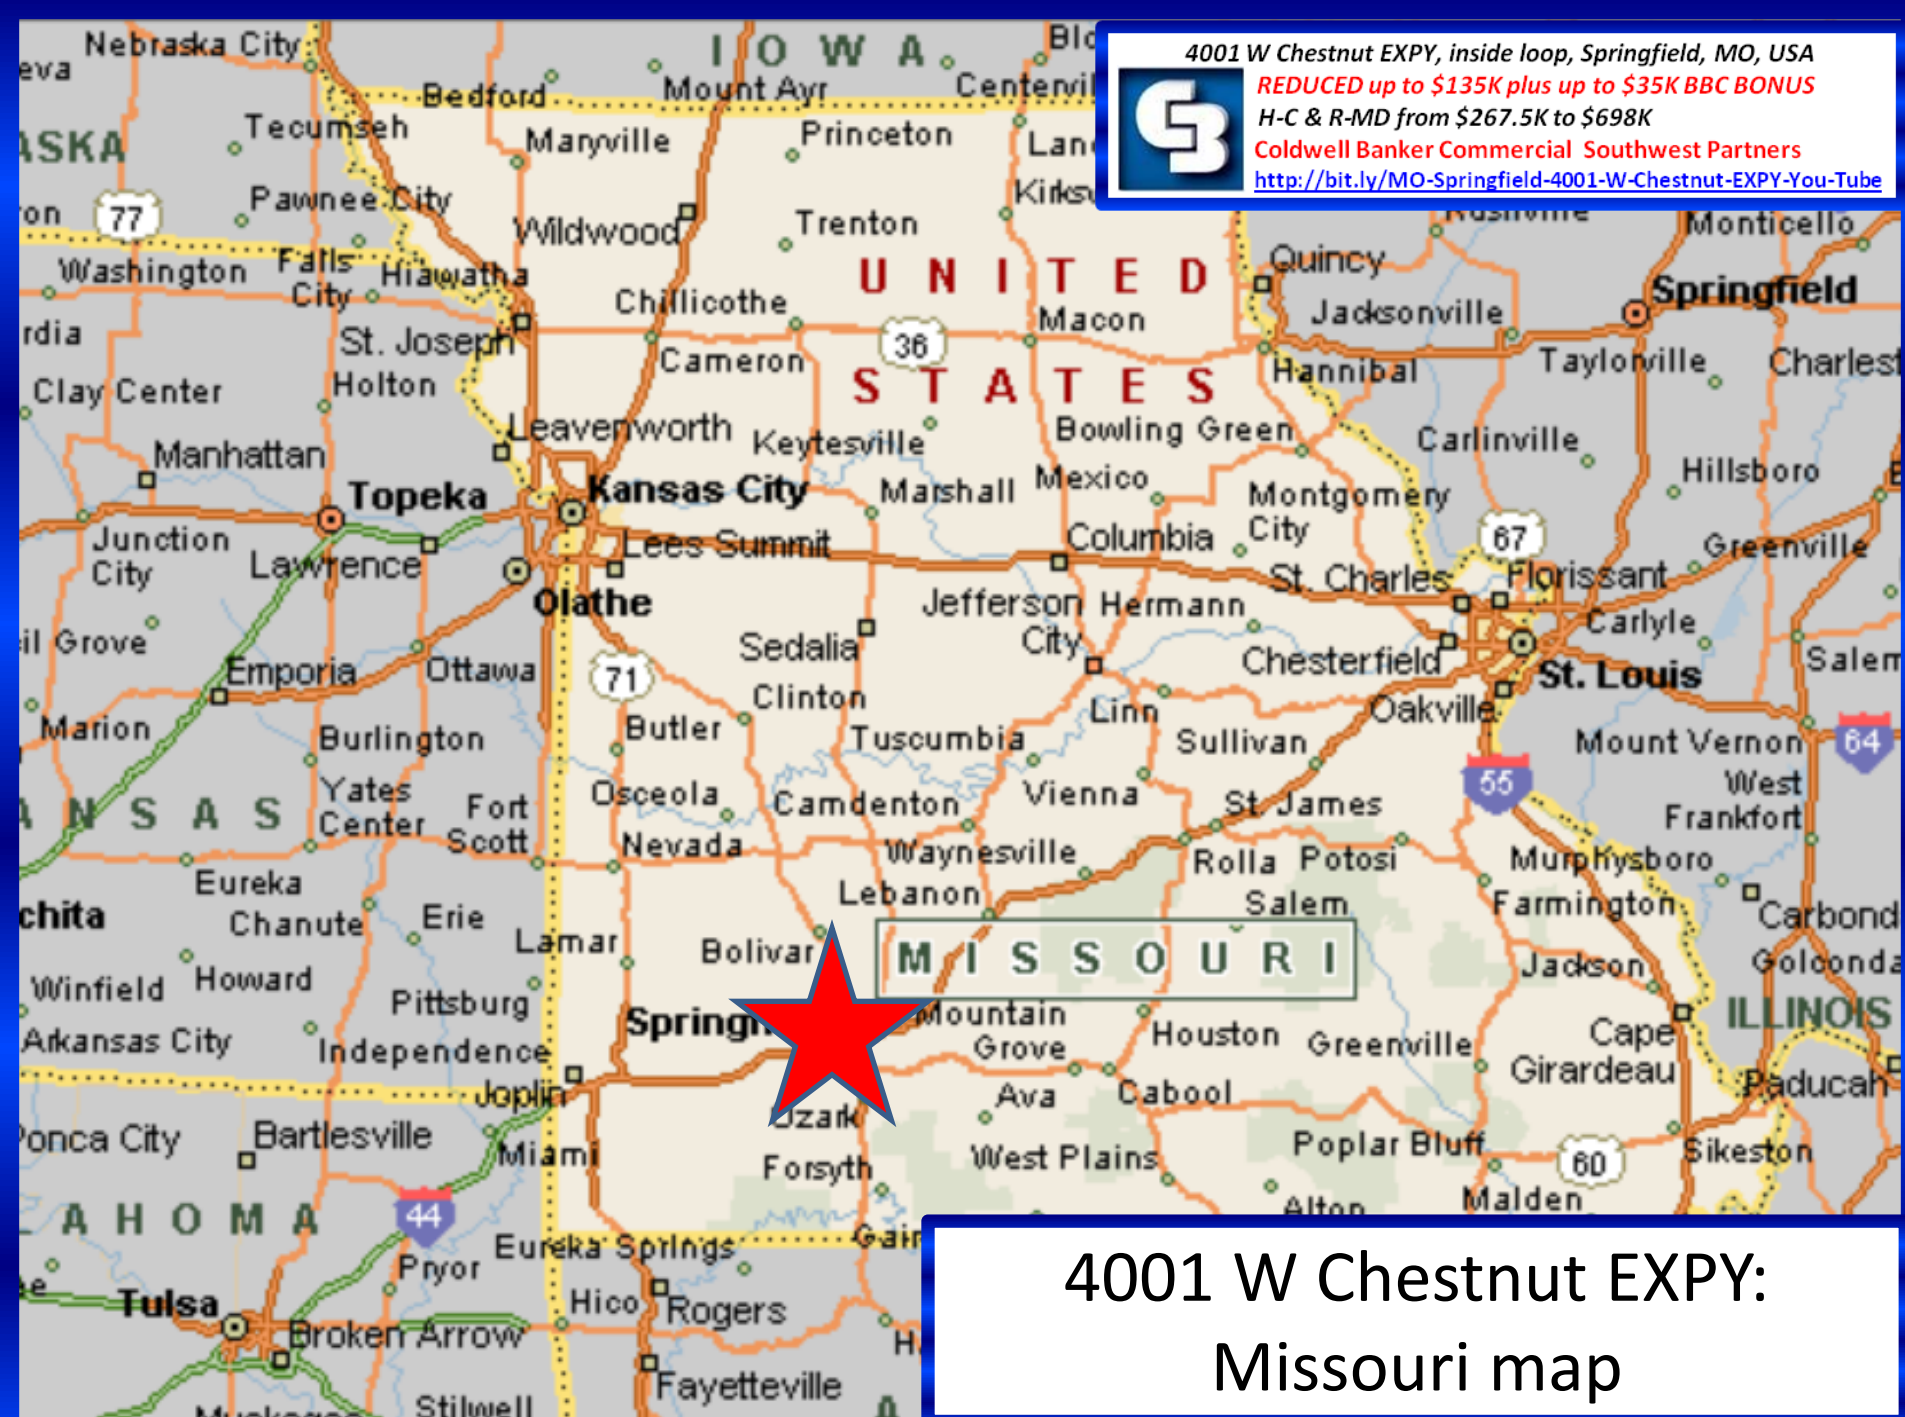 4001 W Chestnut EXPY, inside loop, Springfield, MO, USA
REDUCED up to $135K plus up to $35K BBC BONUS
H-C & R-MD from $267.5K to $698K
CB
Coldwell Banker Commercial Southwest Partners
http://bit.ly/MO-Springfield-4001-W-Chestnut-EXPY-You-Tube
Nebraska City
IOWA
Bedford
Mount Ayr
Tecumseh
Maryville
Princeton
Pawnee City
77
Wildwood
Trenton
Monticello
Washington
Falls
City
Hiawatha
UNITED
Quincy
Springfield
Chillicothe
Macon
Jacksonville
St. Joseph
36
Cameron
Taylorville
Clay Center
Holton
STATES
Hannibal
Leavenworth
Keytesville
Bowling Green
Carlinville
Manhattan
Hillsboro
Topeka
Kansas City
Marshall
Mexico
Montgomery
City
Junction
City
Lawrence
Lees Summit
Columbia
67
Greenville
St. Charles
Florissant
Olathe
Jefferson
City
Hermann
Carlyle
Sedalia
Chesterfield
Emporia
Ottawa
71
St. Louis
Clinton
Linn
Oakville
Marion
Burlington
Butler
Tuscumbia
Sullivan
Mount Vernon
64
Yates
Center
Fort
Scott
Osceola
Camdenton
Vienna
St. James
55
West
Frankfort
Nevada
Waynesville
Rolla
Potosi
Murphysboro
Eureka
Lebanon
Salem
Farmington
Chanute
Erie
Lamar
Bolivar
MISSOURI
Jackson
Winfield
Howard
Pittsburg
ILLINOIS
Arkansas City
Independence
Mountain
Grove
Houston
Greenville
Cape
Girardeau
Joplin
Ava
Cabool
Paducah
Bartlesville
Miami
Ozark
Forsyth
West Plains
Poplar Bluff
60
Sikeston
44
Alton
Malden
Eureka Springs
Pryor
Tulsa
Hico
Rogers
Broken Arrow
Fayetteville
Stilwell
4001 W Chestnut EXPY:
Missouri map